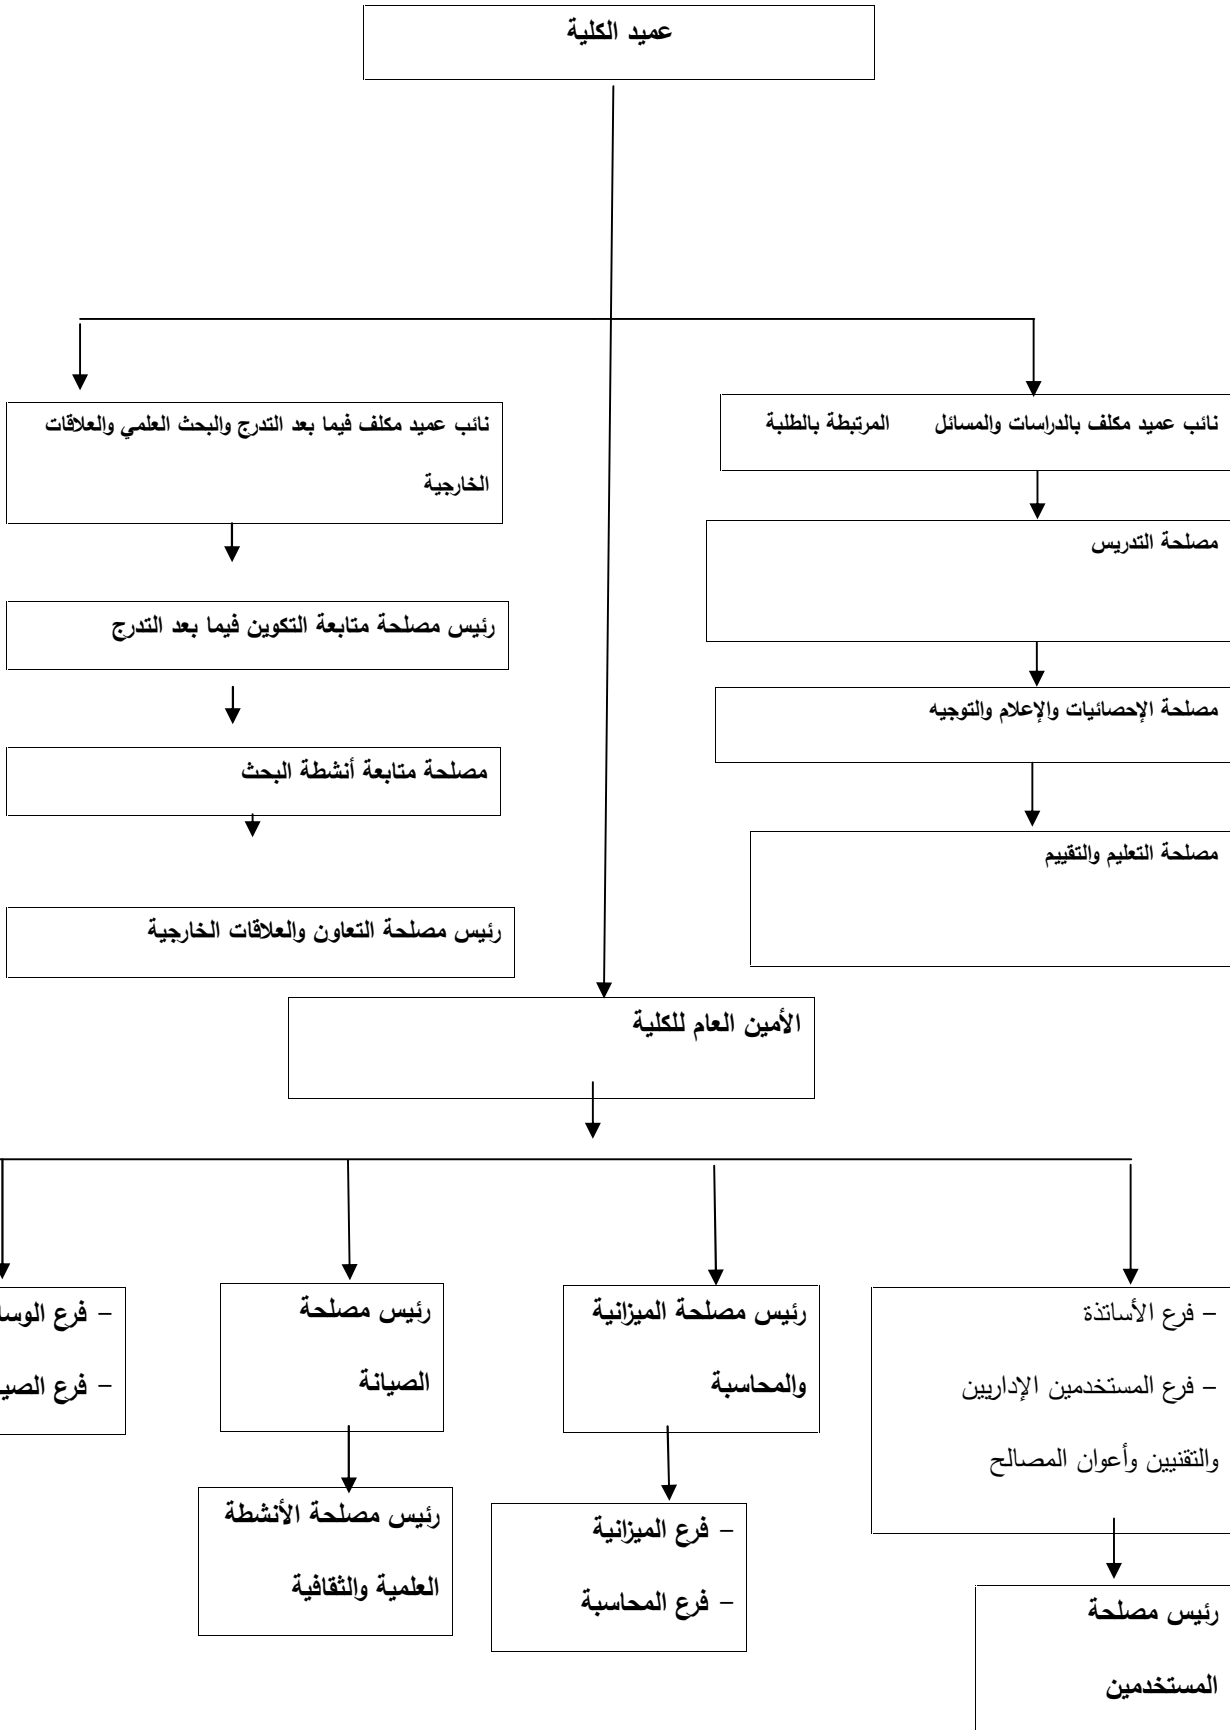 عميد الكلية
نائب عميد مكلف بالدراسات والمسائل المرتبطة بالطلبة
نائب عميد مكلف فيما بعد التدرج والبحث العلمي والعلاقات
الخارجية
مصلحة التدريس
رئيس مصلحة متابعة التكوين فيما بعد التدرج
مصلحة الإحصائيات والإعلام والتوجيه
مصلحة متابعة أنشطة البحث
مصلحة التعليم والتقييم
رئيس مصلحة التعاون والعلاقات الخارجية
الأمين العام للكلية
- فرع الأساتذة
- فرع المستخدمين الإداريين
والتقنيين وأعوان المصالح
رئيس مصلحة الميزانية
والمحاسبة
رئيس مصلحة
الصيانة
- فرع
- فرع
رئيس مصلحة
المستخدمين
- فرع الميزانية
- فرع المحاسبة
رئيس مصلحة الأنشطة
العلمية والثقافية